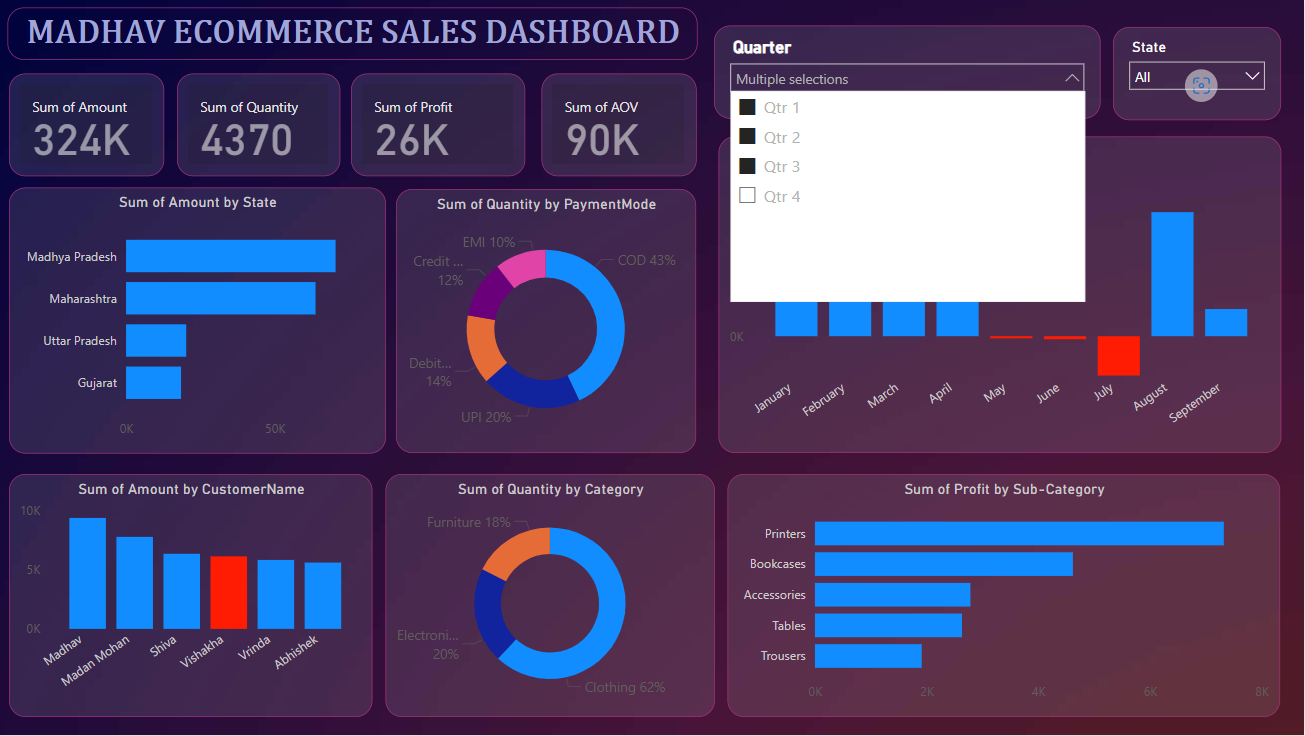 MADHAV ECOMMERCE SALES DASHBOARD
Sum of Amount
324K
Sum of Quantity
4370
Sum of Profit
26K
Sum of AOV
90K
Quarter
Multiple selections
Qtr 1
Qtr 2
Qtr 3
Qtr 4
State
All
Sum of Amount by State
Madhya Pradesh
Maharashtra
Uttar Pradesh
Gujarat
0K 50K
Sum of Quantity by PaymentMode
EMI 10%
COD 43%
Credit ...
12%
Debit...
14%
UPI 20%
0K
January
February
March
April
May
June
July
August
September
Sum of Amount by CustomerName
10K
5K
0K
Madhav
Madan Mohan
Shiva
Vishakha
Vrinda
Abhishek
Sum of Quantity by Category
Furniture 18%
Electroni...
20%
Clothing 62%
Sum of Profit by Sub-Category
Printers
Bookcases
Accessories
Tables
Trousers
0K 2K 4K 6K 8K